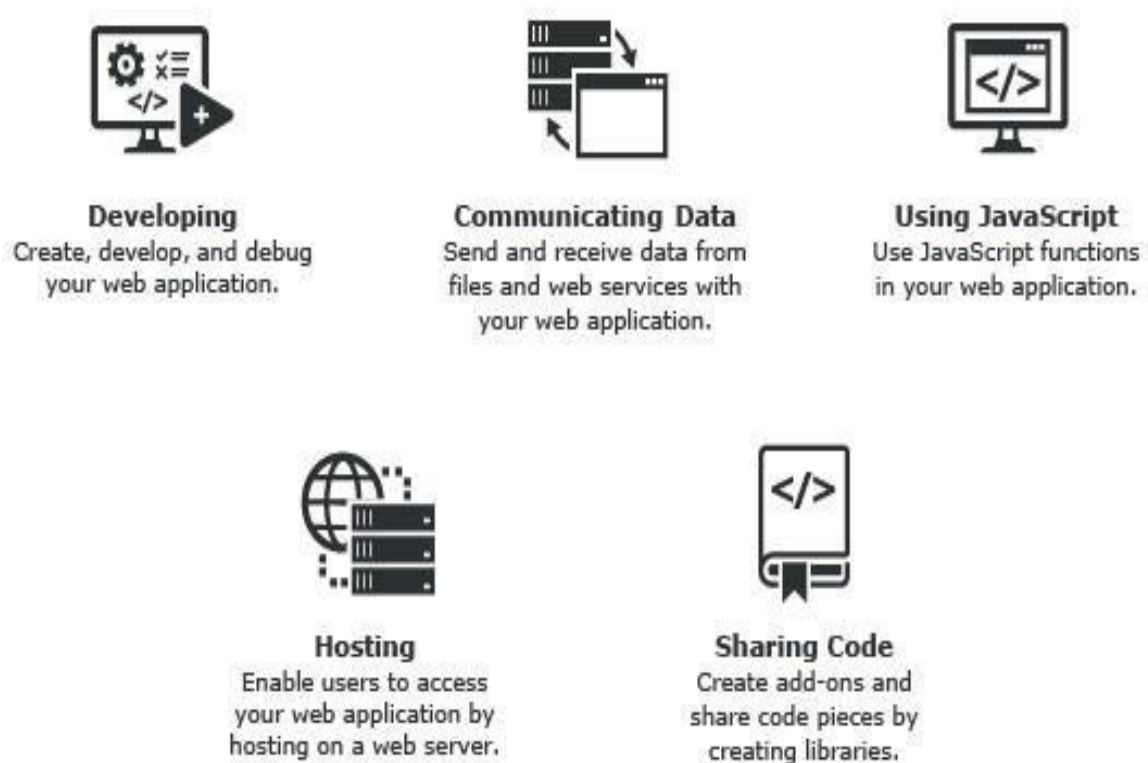 Developing
Create, develop, and debug
your web application.
Communicating Data
Send and receive data from
files and web services with
your web application.
Using JavaScript
Use JavaScript functions
in your web application.
Hosting
Enable users to access
your web application by
hosting on a web server.
Sharing Code
Create add-ons and
share code pieces by
creating libraries.